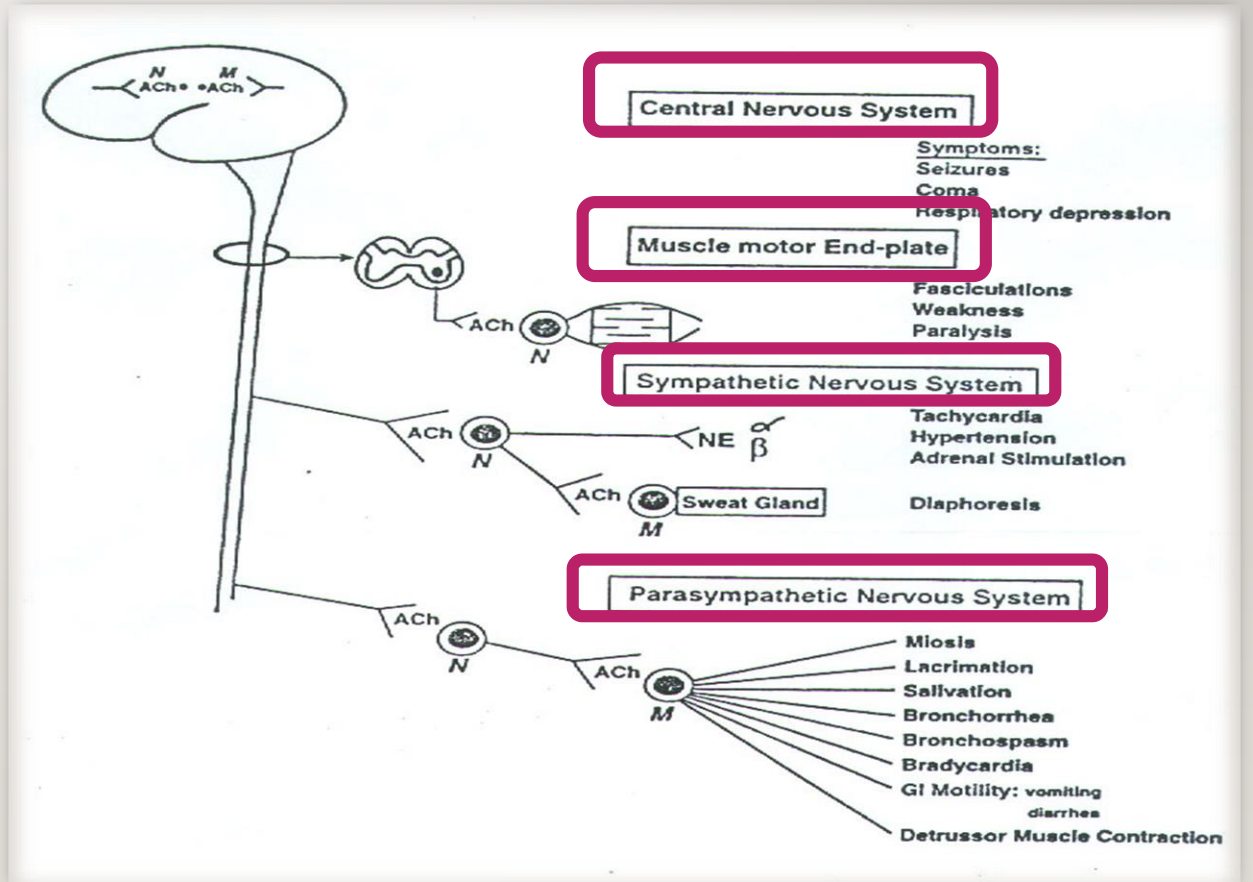 N M
ACh• •ACh
Central Nervous System
Symptoms:
Seizures
Coma
Respiratory depression
Muscle motor End-plate
Fasciculations
Weakness
Paralysis
ACh
N
Sympathetic Nervous System
Tachycardia
Hypertension
Adrenal Stimulation
ACh
N
NE α
β
ACh
M
Sweat Gland
Diaphoresis
Parasympathetic Nervous System
ACh
N
ACh
M
Miosis
Lacrimation
Salivation
Bronchorrhea
Bronchospasm
Bradycardia
GI Motility: vomiting
diarrhea
Detrussor Muscle Contraction